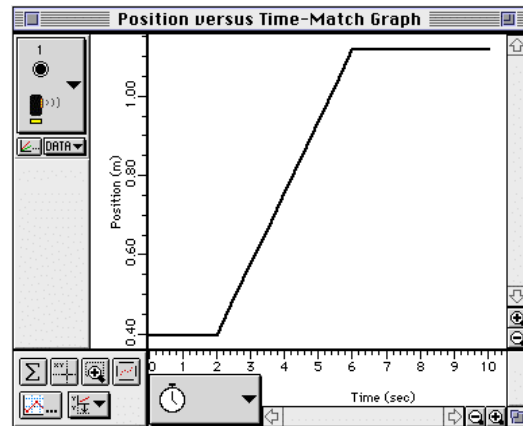 Position versus Time-Match Graph
1
DATA
Position (m)
1.00
0.80
0.60
0.40
0 1 2 3 4 5 6 7 8 9 10
Time (sec)
Σ
XY
...
Y